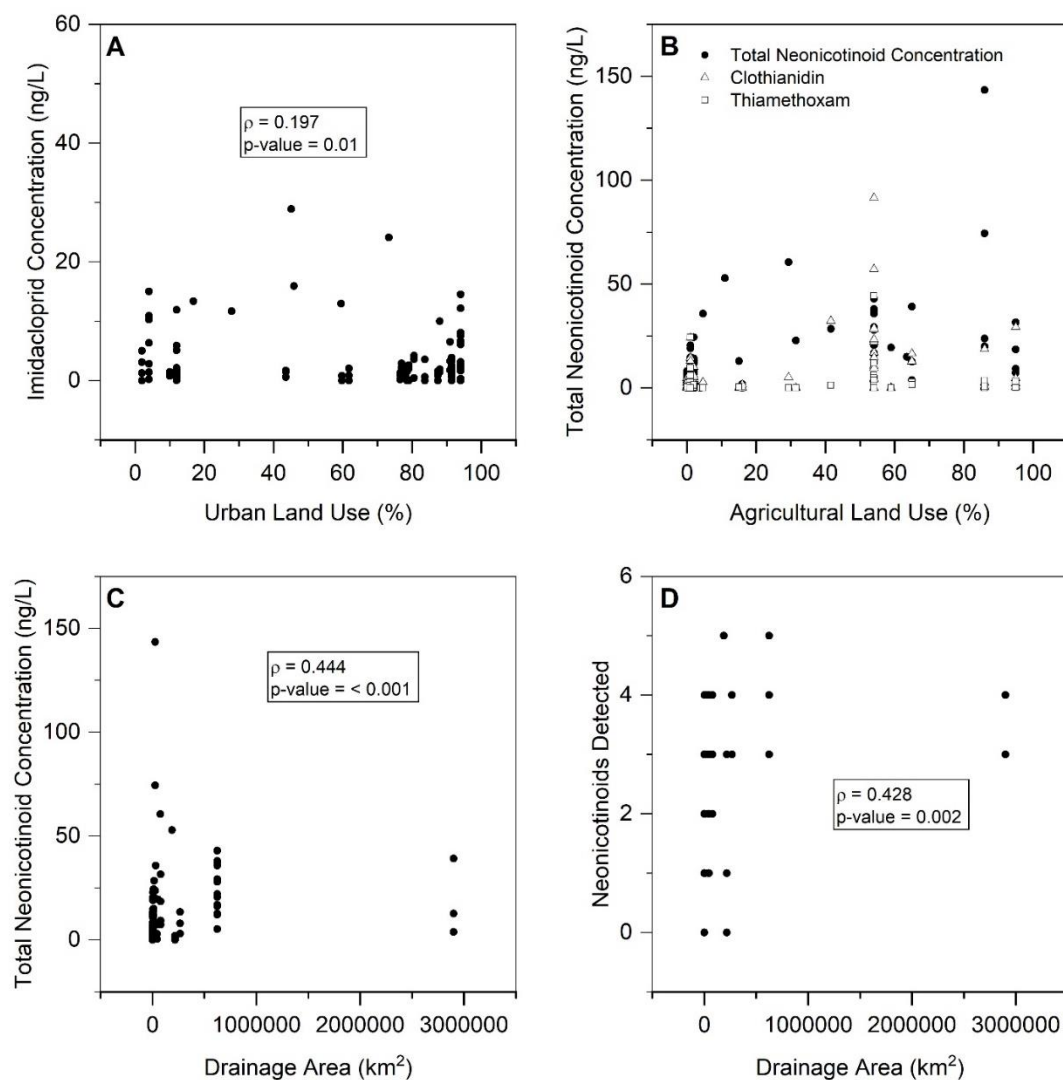 A
60
40
20
0
Imidacloprid Concentration (ng/L)
ρ = 0.197
p-value = 0.01
0 20 40 60 80 100
Urban Land Use (%)
B
Total Neonicotinoid Concentration
Clothianidin
Thiamethoxam
150
100
50
0
Total Neonicotinoid Concentration (ng/L)
0 20 40 60 80 100
Agricultural Land Use (%)
C
150
100
50
0
Total Neonicotinoid Concentration (ng/L)
ρ = 0.444
p-value = < 0.001
0 1000000 2000000 3000000
Drainage Area (km²)
D
6
4
2
0
Neonicotinoids Detected
ρ = 0.428
p-value = 0.002
0 1000000 2000000 3000000
Drainage Area (km²)